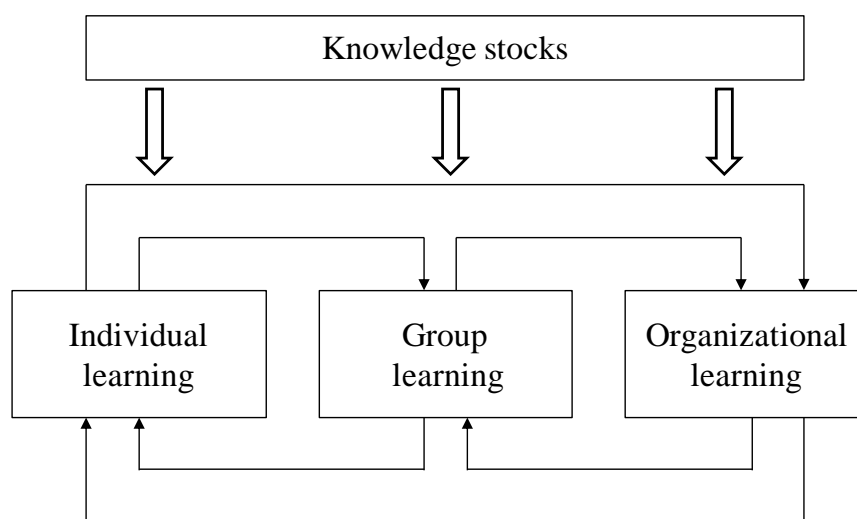 Knowledge stocks
Individual
learning
Group
learning
Organizational
learning